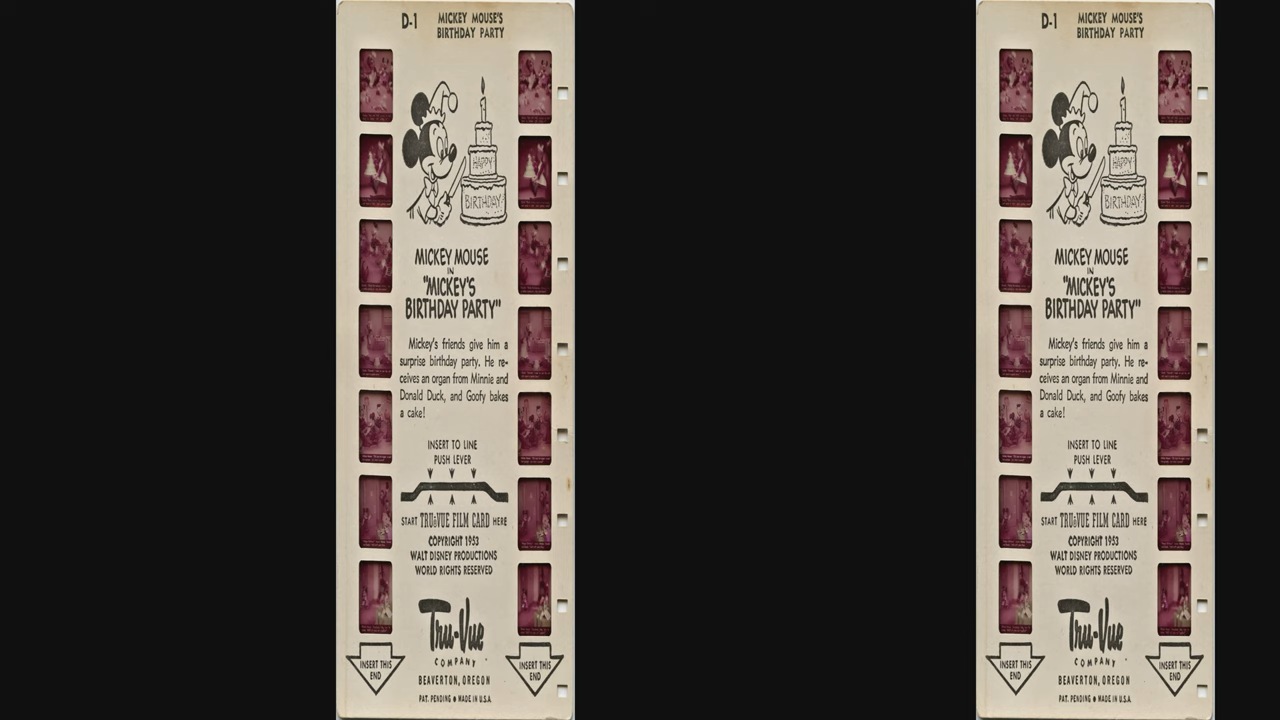 D-1 MICKEY MOUSE'S
BIRTHDAY PARTY
HAPPY
BIRTHDAY
MICKEY MOUSE
IN
"MICKEY'S
BIRTHDAY PARTY"
Mickey's friends give him a
surprise birthday party. He re-
ceives an organ from Minnie and
Donald Duck, and Goofy bakes
a cake!
INSERT TO LINE
PUSH LEVER
START TRU-VUE FILM CARD HERE
COPYRIGHT 1953
WALT DISNEY PRODUCTIONS
WORLD RIGHTS RESERVED
Tru-Vue
COMPANY
INSERT THIS
END
INSERT THIS
END
BEAVERTON, OREGON
PAT. PENDING ● MADE IN U.S.A.
D-1 MICKEY MOUSE'S
BIRTHDAY PARTY
HAPPY
BIRTHDAY
MICKEY MOUSE
IN
"MICKEY'S
BIRTHDAY PARTY"
Mickey's friends give him a
surprise birthday party. He re-
ceives an organ from Minnie and
Donald Duck, and Goofy bakes
a cake!
INSERT TO LINE
PUSH LEVER
START TRU-VUE FILM CARD HERE
COPYRIGHT 1953
WALT DISNEY PRODUCTIONS
WORLD RIGHTS RESERVED
Tru-Vue
COMPANY
INSERT THIS
END
INSERT THIS
END
BEAVERTON, OREGON
PAT. PENDING ● MADE IN U.S.A.